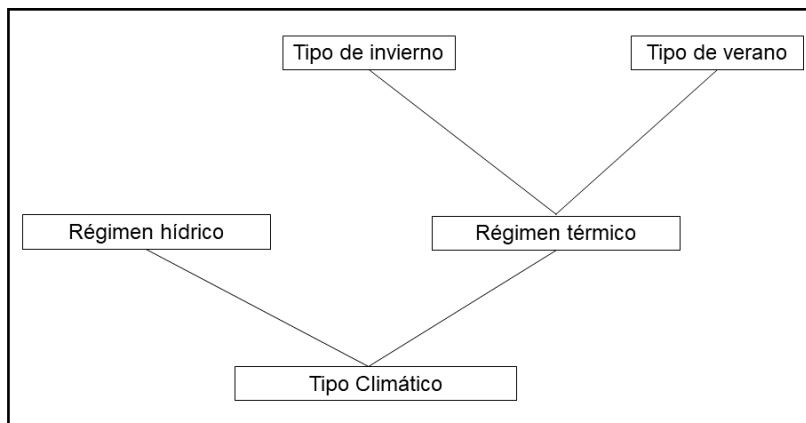 Tipo de invierno
Tipo de verano
Régimen hídrico
Régimen térmico
Tipo Climático